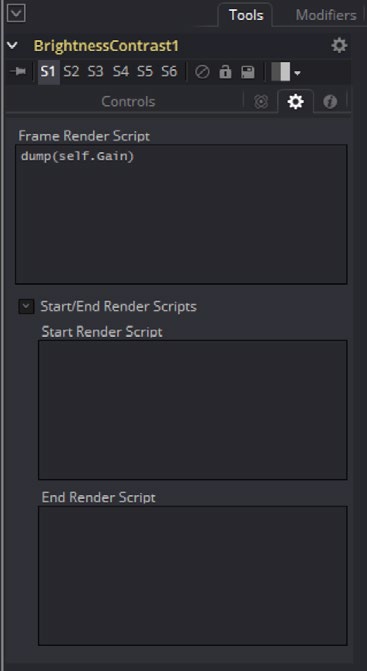 Tools Modifiers
BrightnessContrast1
S1 S2 S3 S4 S5 S6
Controls
Frame Render Script
dump(self.Gain)
Start/End Render Scripts
Start Render Script
End Render Script